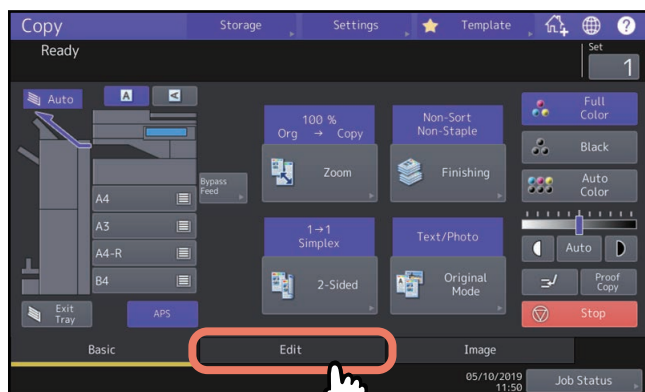 Copy
Storage
Settings
Template
?
Ready
Set
1
Auto
A
A
A4
A3
A4-R
B4
Bypass
Feed
Exit
Tray
APS
100 %
Org → Copy
Zoom
Non-Sort
Non-Staple
Finishing
1→1
Simplex
2-Sided
Text/Photo
Original
Mode
Full
Color
Black
Auto
Color
Auto
Proof
Copy
Stop
Basic
Edit
Image
05/10/2019
11:50
Job Status